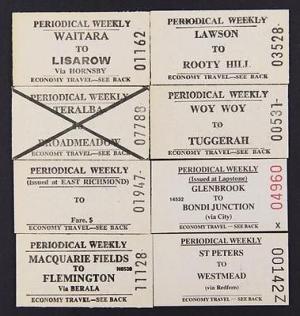 PERIODICAL WEEKLY
WAITARA
TO
LISAROW
Via HORNSBY
ECONOMY TRAVEL—SEE BACK
01162
PERIODICAL WEEKLY
LAWSON
TO
ROOTY HILL
ECONOMY TRAVEL—SEE BACK
03528-
PERIODICAL WEEKLY
TERALBA
TO
BROADMEADOW
ECONOMY TRAVEL—SEE BACK
07788
PERIODICAL WEEKLY
WOY WOY
TO
TUGGERAH
ECONOMY TRAVEL—SEE BACK
00531-
PERIODICAL WEEKLY
(Issued at EAST RICHMOND)
TO
Fare. $
ECONOMY TRAVEL—SEE BACK
01947-
PERIODICAL WEEKLY
(Issued at Lapstone)
GLENBROOK
14532 TO
BONDI JUNCTION
(via City)
ECONOMY TRAVEL—SEE BACK X
04960
PERIODICAL WEEKLY
MACQUARIE FIELDS
TO
FLEMINGTON
Via BERALA
ECONOMY TRAVEL—SEE BACK
11128
PERIODICAL WEEKLY
ST PETERS
TO
WESTMEAD
(via Redfern)
ECONOMY TRAVEL—SEE BACK
00142Z